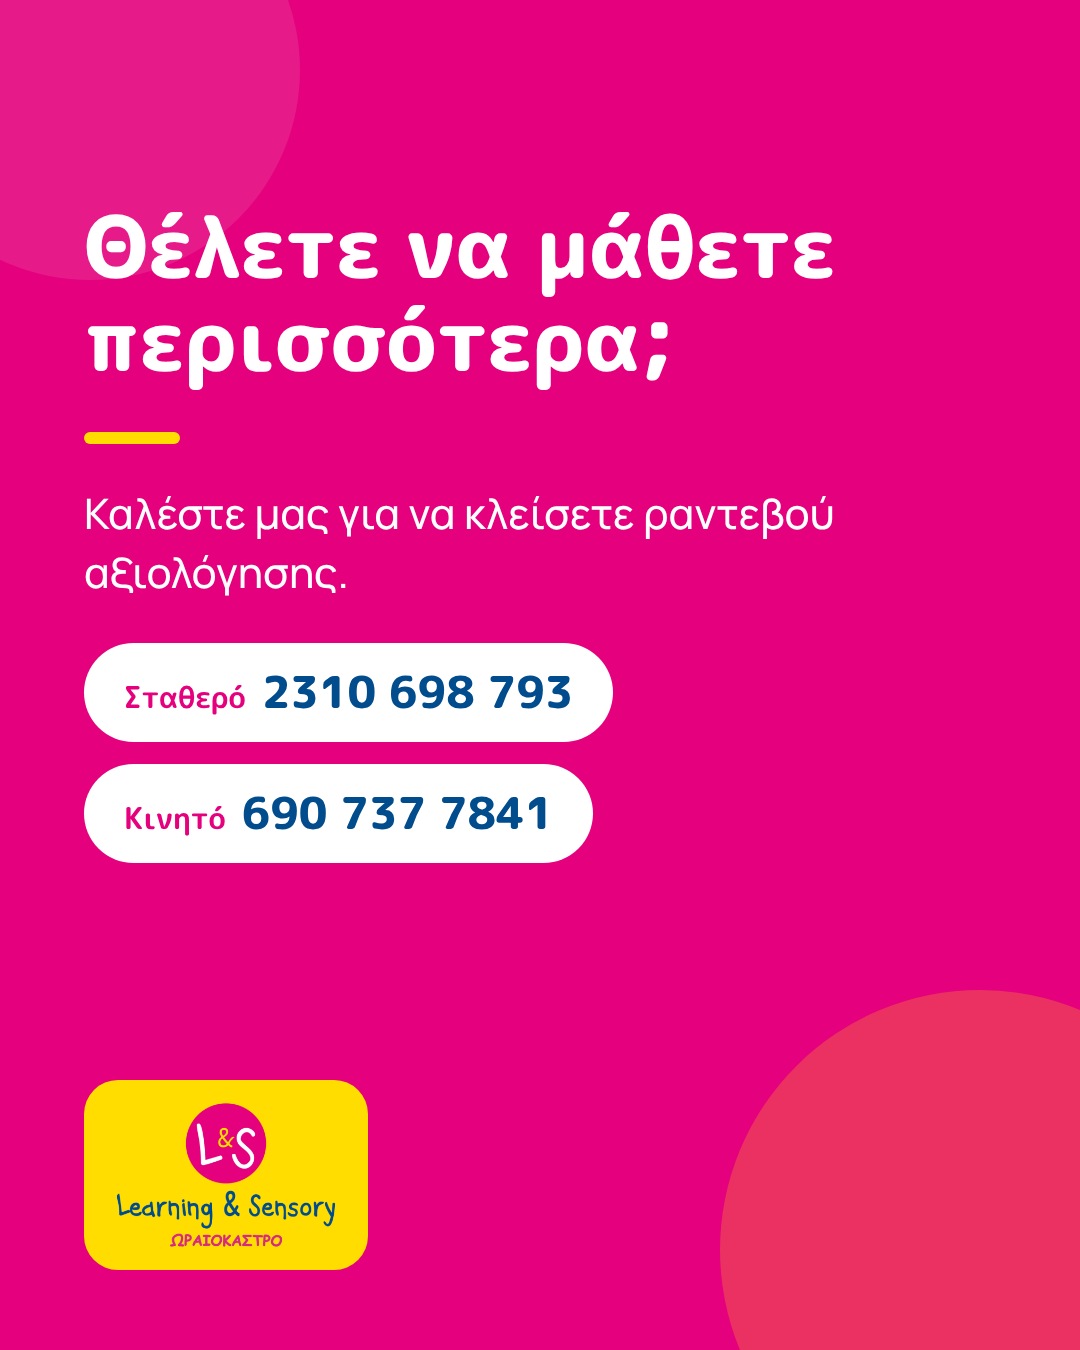 Θέλετε να μάθετε
περισσότερα;
Καλέστε μας για να κλείσετε ραντεβού
αξιολόγησης.
Σταθερό 2310 698 793
Κινητό 690 737 7841
L&S
Learning & Sensory
ΩΡΑΙΟΚΑΣΤΡΟ